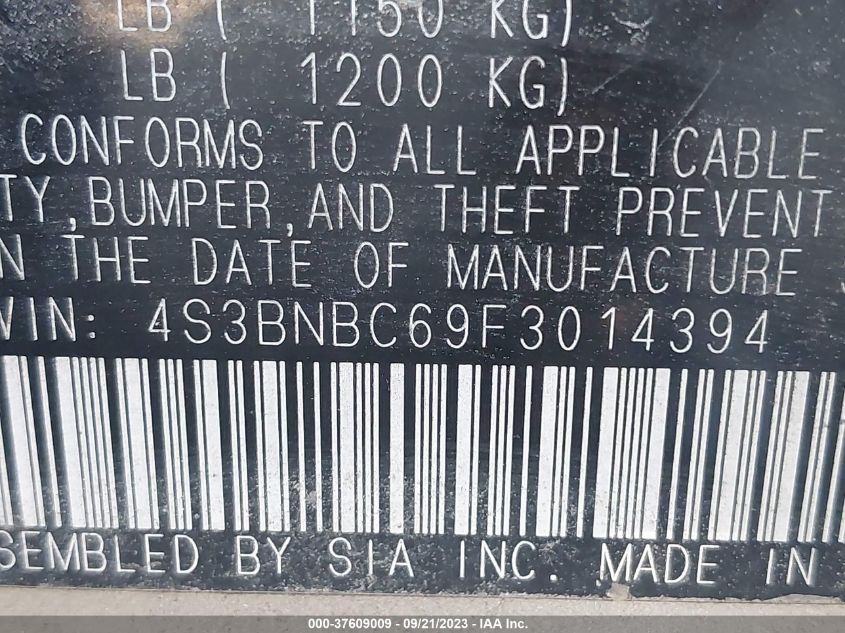 LB ( 1150 KG)
LB ( 1200 KG)
CONFORMS TO ALL APPLICABLE
TY,BUMPER,AND THEFT PREVENT
N THE DATE OF MANUFACTURE
VIN: 4S3BNBC69F3014394
SEMBLED BY SIA INC. MADE IN
000-37609009 - 09/21/2023 - IAA Inc.